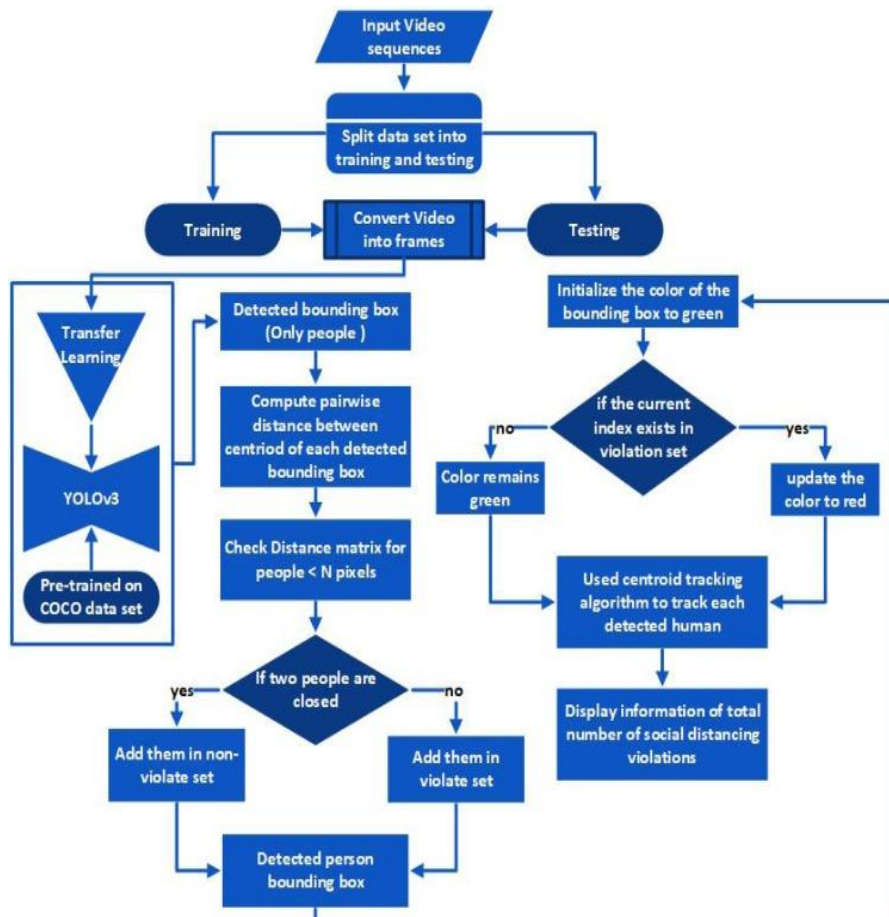 Input Video
sequences
Split data set into
training and testing
Training
Convert Video
into frames
Testing
Transfer
Learning
YOLOv3
Pre-trained on
COCO data set
Detected bounding box
(Only people )
Compute pairwise
distance between
centriod of each detected
bounding box
Check Distance matrix for
people < N pixels
If two people are
closed
yes
no
Add them in non-
violate set
Add them in
violate set
Detected person
bounding box
Initialize the color of the
bounding box to green
if the current
index exists in
violation set
no
yes
Color remains
green
update the
color to red
Used centroid tracking
algorithm to track each
detected human
Display information of total
number of social distancing
violations